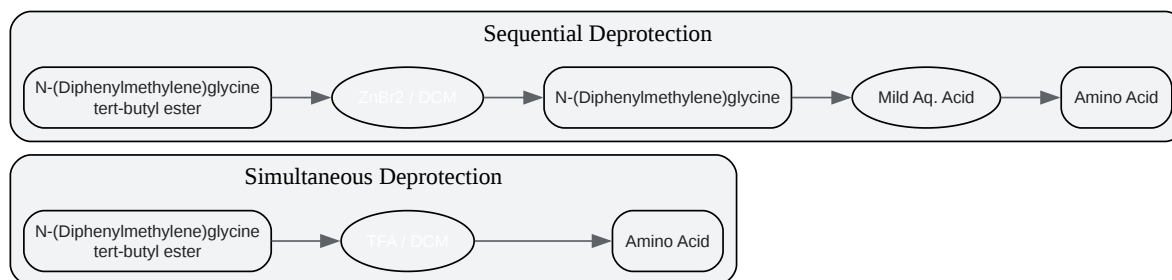 Sequential Deprotection
N-(Diphenylmethylene)glycine
tert-butyl ester
ZnBr2 / DCM
N-(Diphenylmethylene)glycine
Mild Aq. Acid
Amino Acid
Simultaneous Deprotection
N-(Diphenylmethylene)glycine
tert-butyl ester
TFA / DCM
Amino Acid